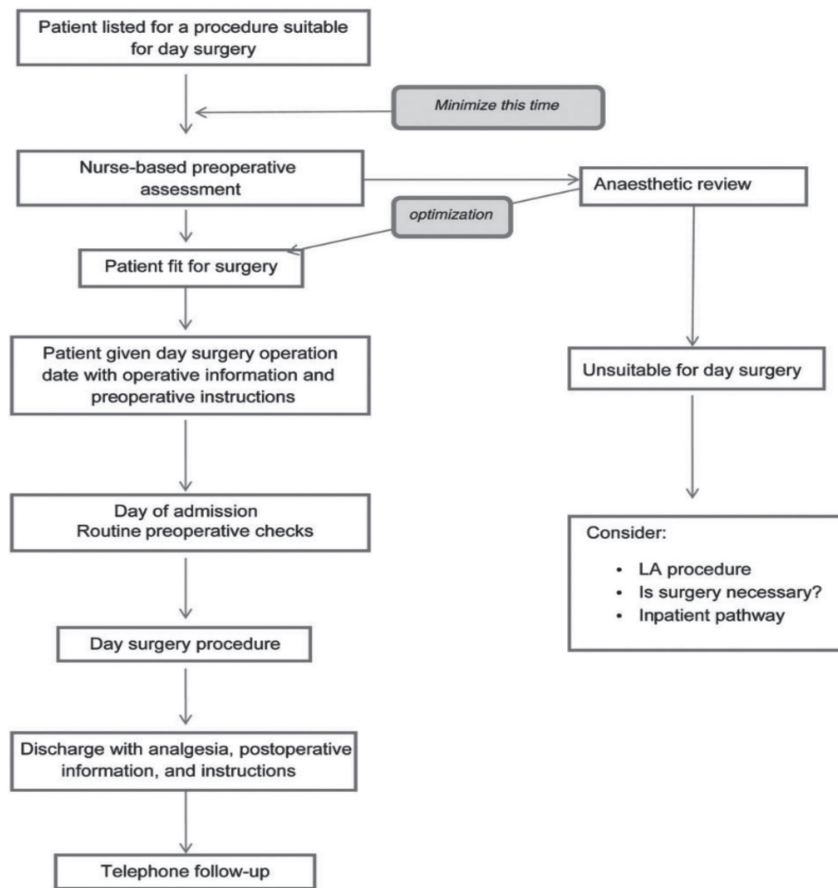 Patient listed for a procedure suitable
for day surgery
Minimize this time
Nurse-based preoperative
assessment
Anaesthetic review
optimization
Patient fit for surgery
Patient given day surgery operation
date with operative information and
preoperative instructions
Unsuitable for day surgery
Day of admission
Routine preoperative checks
Consider:
• LA procedure
• Is surgery necessary?
• Inpatient pathway
Day surgery procedure
Discharge with analgesia, postoperative
information, and instructions
Telephone follow-up